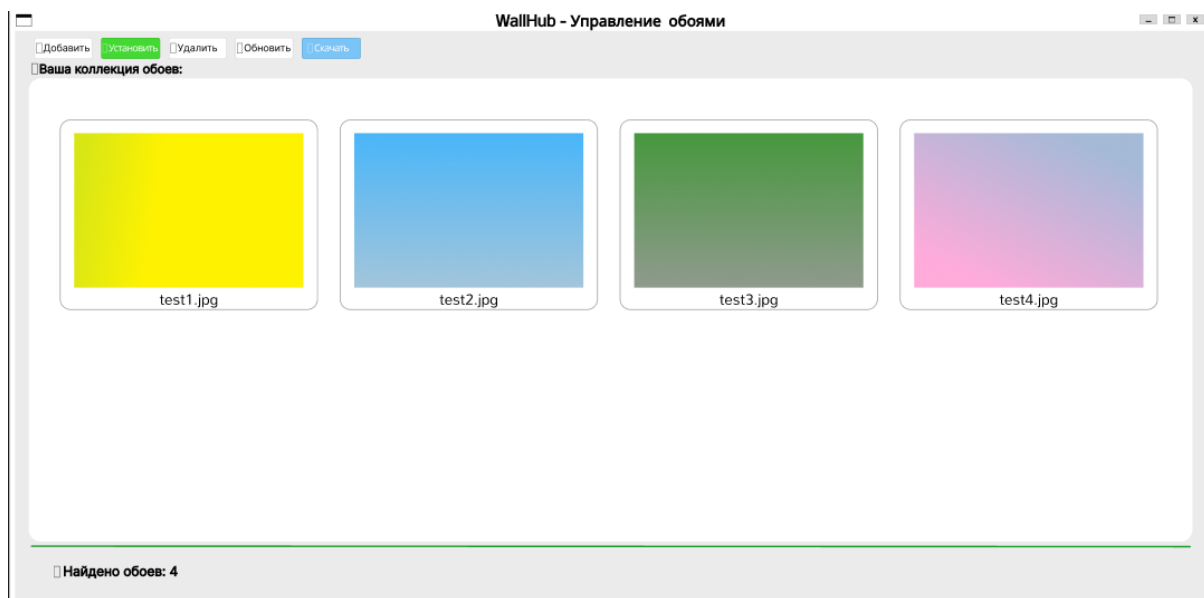 WallHub - Управление обоями
Добавить Установить Удалить Обновить Скачать
Ваша коллекция обоев:
test1.jpg test2.jpg test3.jpg test4.jpg
Найдено обоев: 4